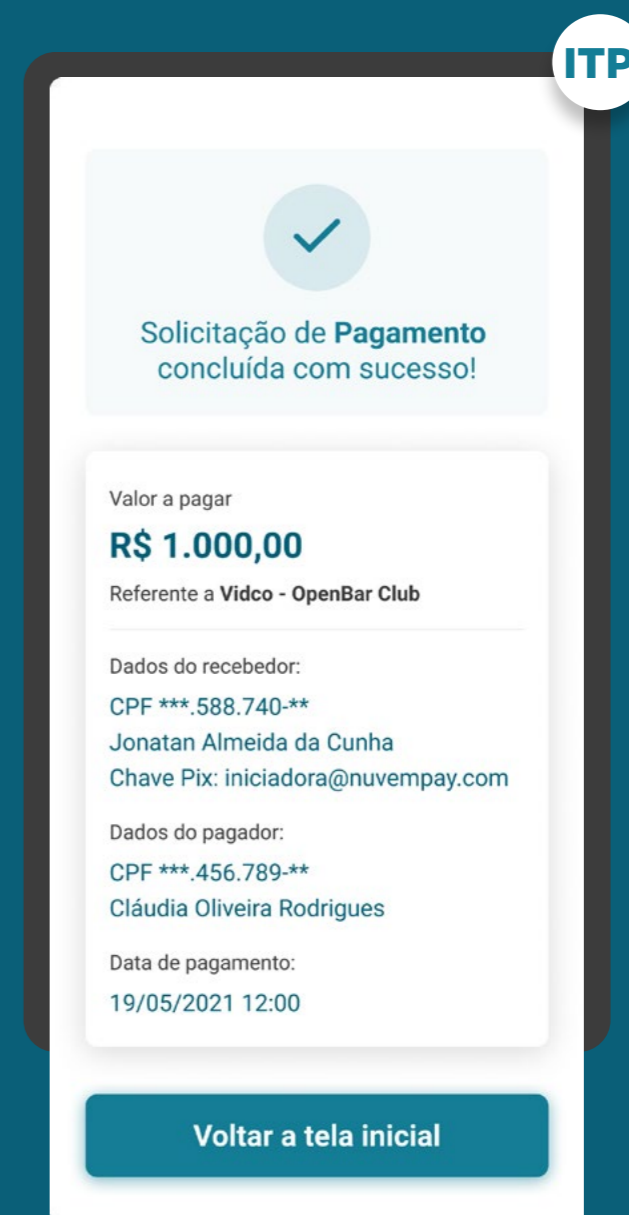 ITP
Solicitação de Pagamento
concluída com sucesso!
Valor a pagar
R$ 1.000,00
Referente a Vidco - OpenBar Club
Dados do recebedor:
CPF ***.588.740-**
Jonatan Almeida da Cunha
Chave Pix: iniciadora@nuvempay.com
Dados do pagador:
CPF ***.456.789-**
Cláudia Oliveira Rodrigues
Data de pagamento:
19/05/2021 12:00
Voltar a tela inicial